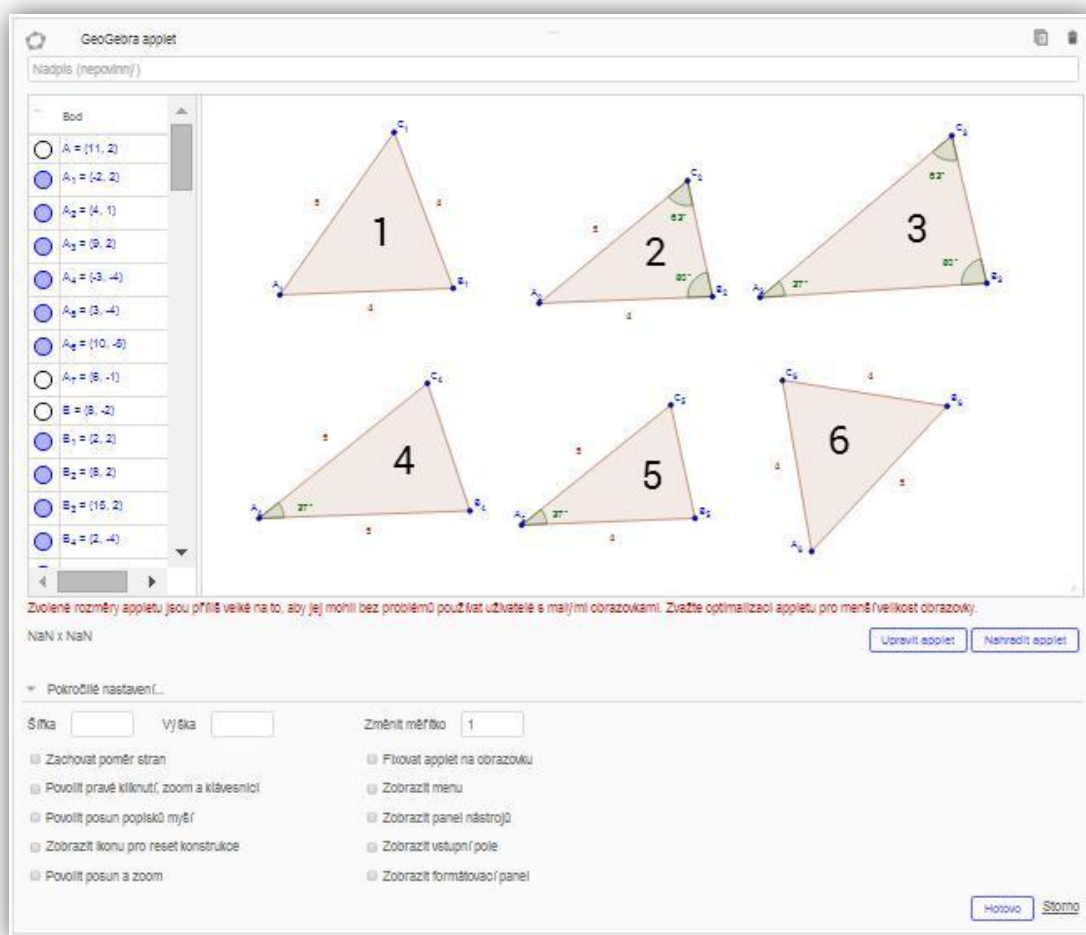 GeoGebra applet
Nadpis (nepovinný)
Bod
A = (11, 2)
A₁ = (-2, 2)
A₂ = (4, 1)
A₃ = (9, 2)
A₄ = (-3, -4)
A₅ = (3, -4)
A₆ = (10, -5)
A₇ = (6, -1)
B = (8, -2)
B₁ = (2, 2)
B₂ = (8, 2)
B₃ = (15, 2)
B₄ = (2, -4)
C₁
5
4
1
B₁
4
C₂
63°
5
2
80°
A₂
B₂
4
C₃
63°
3
80°
A₃
37°
B₃
C₄
5
4
A₄
37°
B₄
5
C₅
5
5
A₅
37°
B₅
4
C₆
4
B₆
6
4
5
A₆
Zvolené rozměry appletu jsou příliš velké na to, aby jej mohli bez problémů používat uživatelé s malými obrazovkami. Zvažte optimalizaci appletu pro menší velikost obrazovky.
NaN x NaN
Upravit applet
Nahradit applet
Pokročilé nastavení...
Šířka
Výška
Změnit měřítko
1
Zachovat poměr stran
Fixovat applet na obrazovku
Povolit pravé kliknutí, zoom a klávesnici
Zobrazit menu
Povolit posun popisků myší
Zobrazit panel nástrojů
Zobrazit ikonu pro reset konstrukce
Zobrazit vstupní pole
Povolit posun a zoom
Zobrazit formátovací panel
Hotovo
Storno